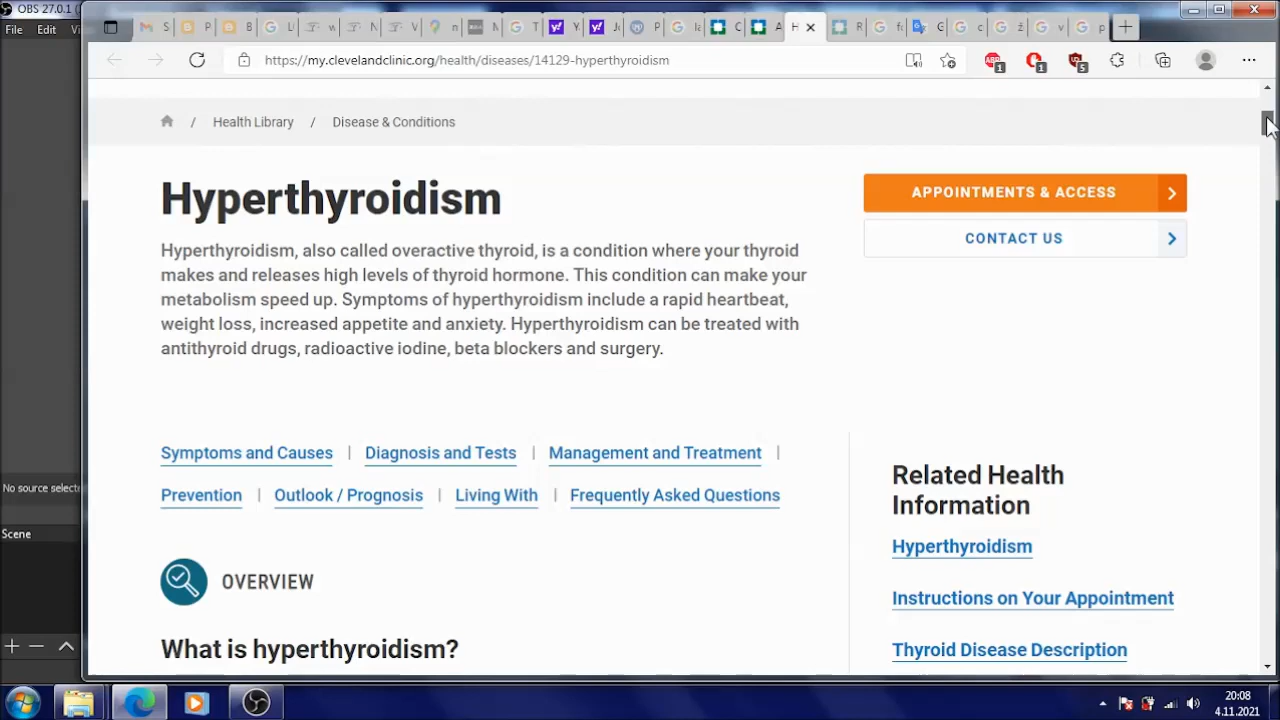 OBS 27.0.1
File Edit
https://my.clevelandclinic.org/health/diseases/14129-hyperthyroidism
1
1
5
/ Health Library / Disease & Conditions
Hyperthyroidism
Hyperthyroidism, also called overactive thyroid, is a condition where your thyroid
makes and releases high levels of thyroid hormone. This condition can make your
metabolism speed up. Symptoms of hyperthyroidism include a rapid heartbeat,
weight loss, increased appetite and anxiety. Hyperthyroidism can be treated with
antithyroid drugs, radioactive iodine, beta blockers and surgery.
APPOINTMENTS & ACCESS
CONTACT US
Symptoms and Causes | Diagnosis and Tests | Management and Treatment |
Prevention | Outlook / Prognosis | Living With | Frequently Asked Questions
OVERVIEW
What is hyperthyroidism?
Related Health
Information
Hyperthyroidism
Instructions on Your Appointment
Thyroid Disease Description
No source selecte
Scene
20:08
4.11.2021